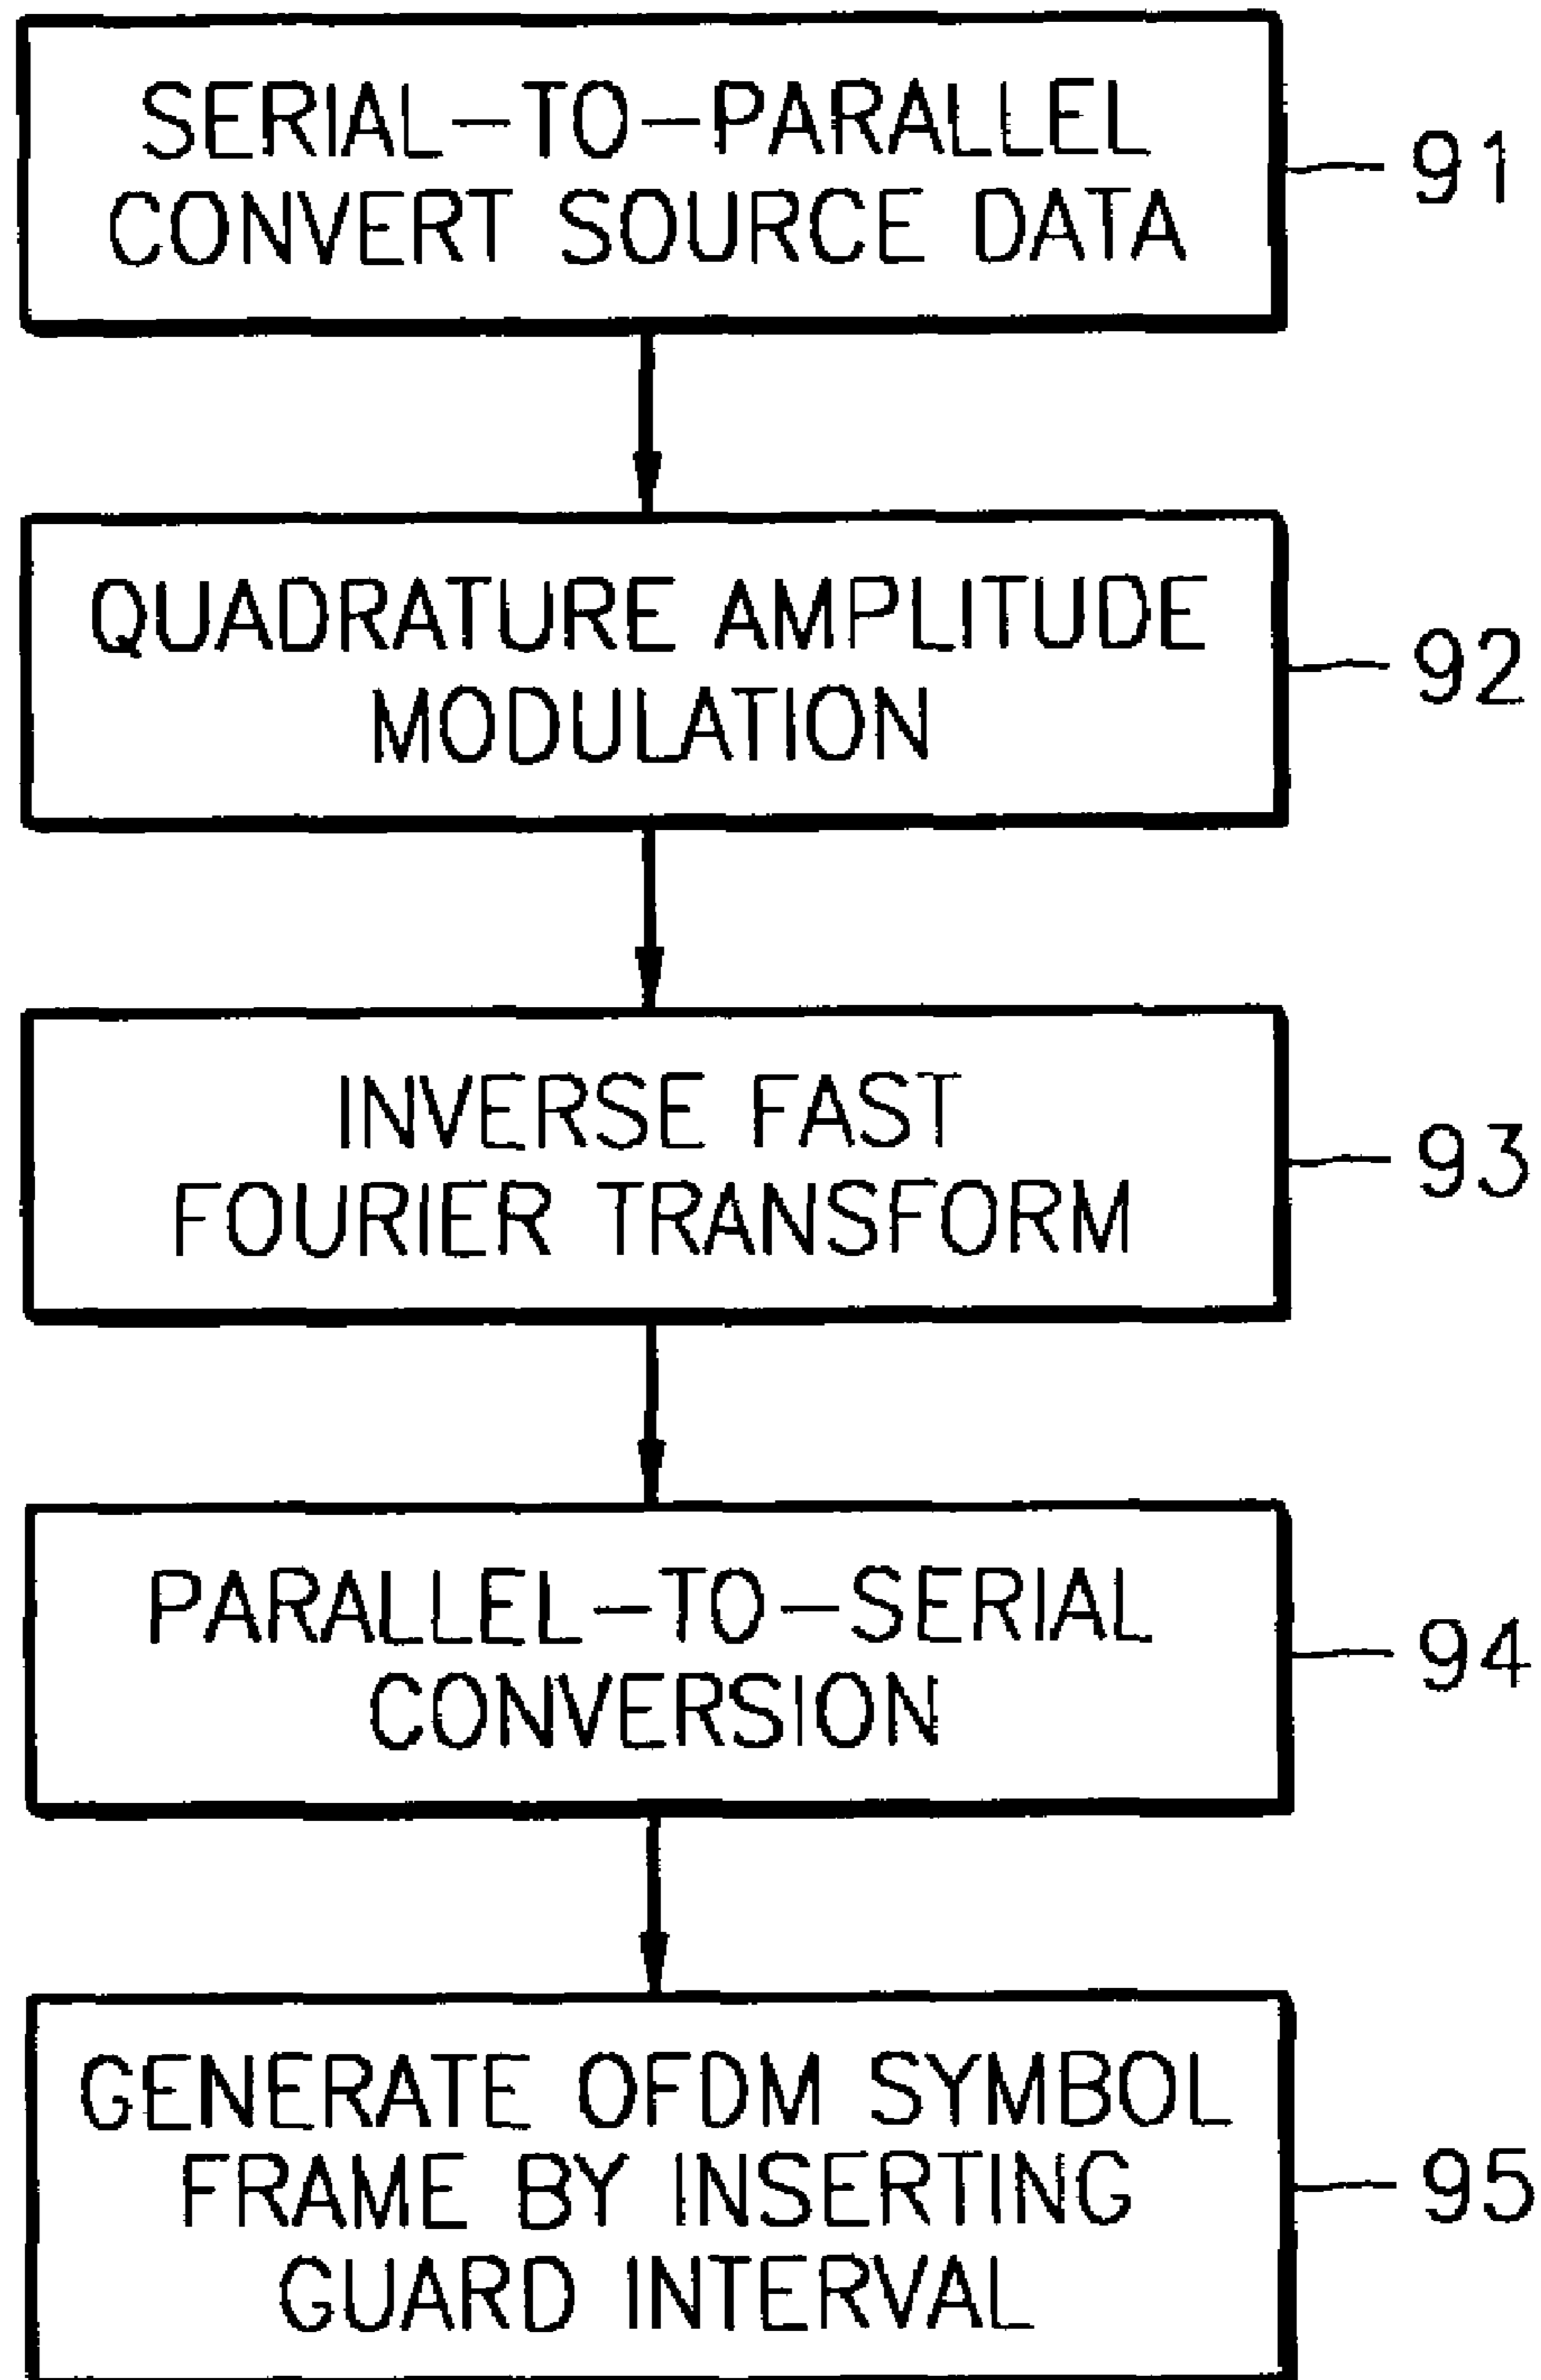 SERIAL-TO-PARALLEL
CONVERT SOURCE DATA
91
QUADRATURE AMPLITUDE
MODULATION
92
INVERSE FAST
FOURIER TRANSFORM
93
PARALLEL-TO-SERIAL
CONVERSION
94
GENERATE OFDM SYMBOL
FRAME BY INSERTING
GUARD INTERVAL
95